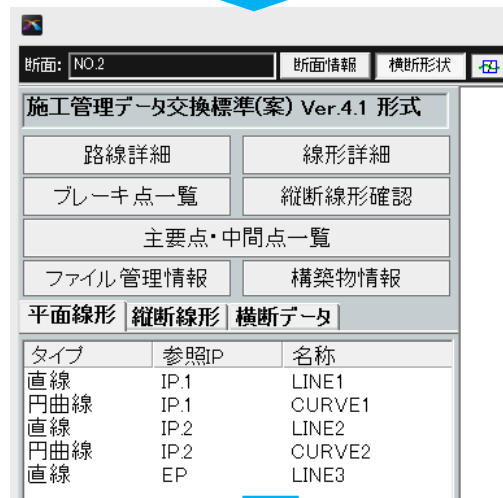 断面: NO.2 断面情報 横断形状
施工管理データ交換標準(案) Ver.4.1 形式
路線詳細 線形詳細
ブレーキ点一覧 縦断線形確認
主要点・中間点一覧
ファイル管理情報 構築物情報
平面線形 縦断線形 横断データ
タイプ 参照IP 名称
直線 IP.1 LINE1
円曲線 IP.1 CURVE1
直線 IP.2 LINE2
円曲線 IP.2 CURVE2
直線 EP LINE3